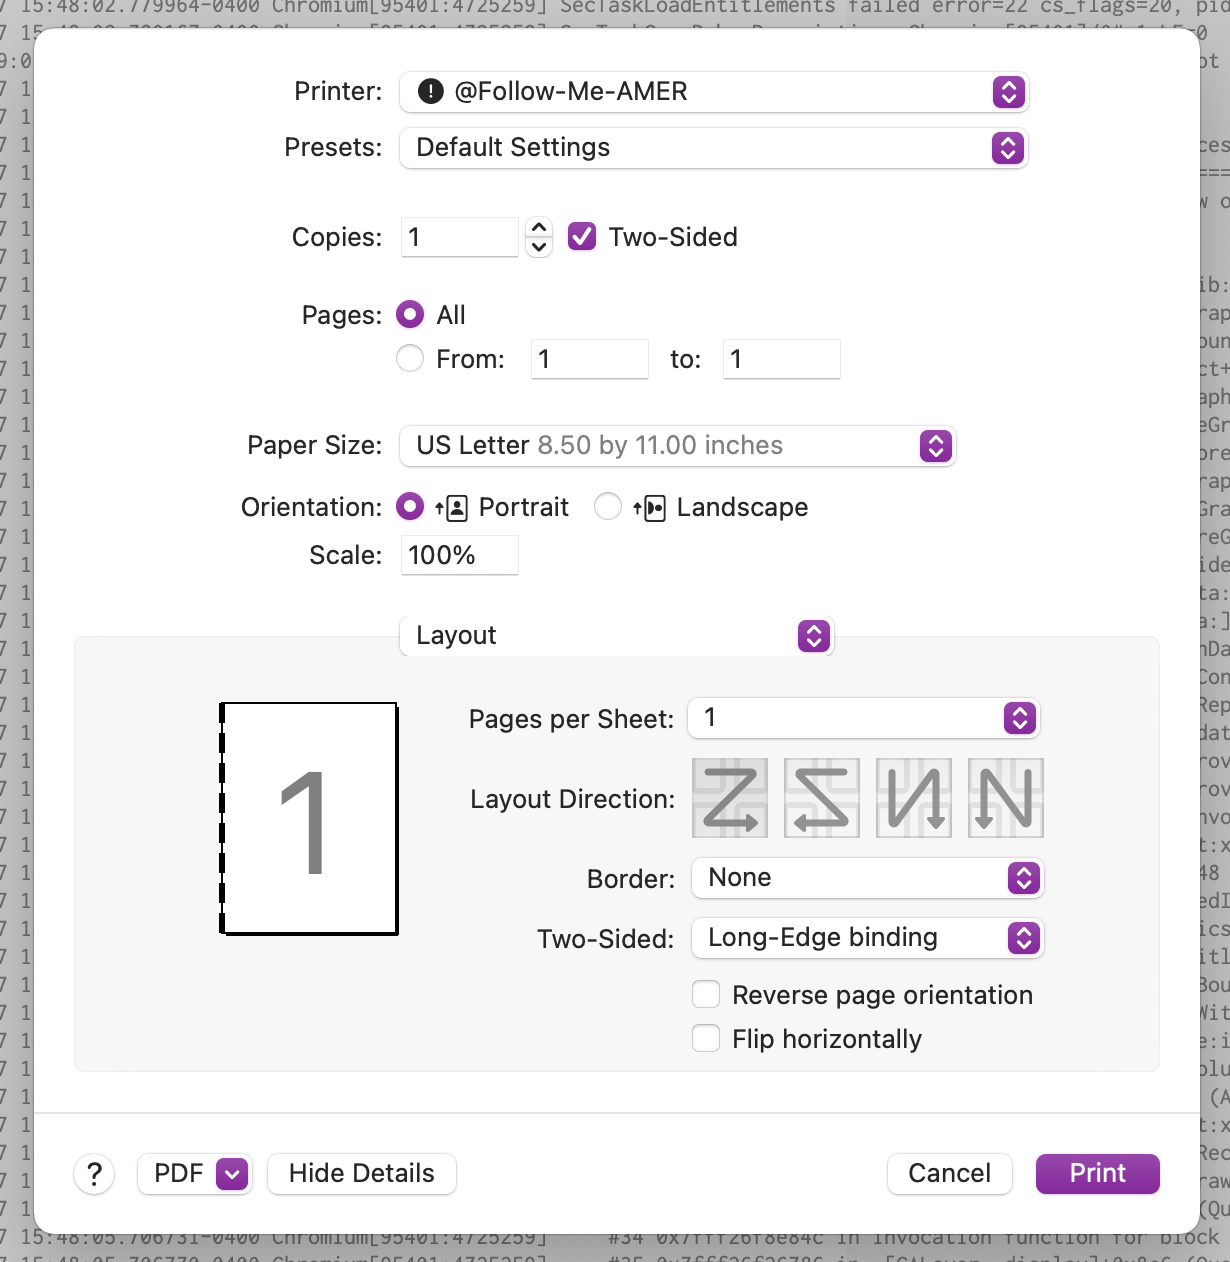 15:48:02.779964-0400 Chromium[95401:4725259] SecTaskLoadEntitlements failed error=22 cs_flags=20, pid
Printer: @Follow-Me-AMER
Presets: Default Settings
Copies: 1 Two-Sided
Pages: All
From: 1 to: 1
Paper Size: US Letter 8.50 by 11.00 inches
Orientation: Portrait Landscape
Scale: 100%
Layout
1
Pages per Sheet: 1
Layout Direction:
Border: None
Two-Sided: Long-Edge binding
Reverse page orientation
Flip horizontally
? PDF Hide Details Cancel Print
15:48:05.706731-0400 Chromium[95401:4725259] #34 0x7fff26f8e84c in invocation function for block